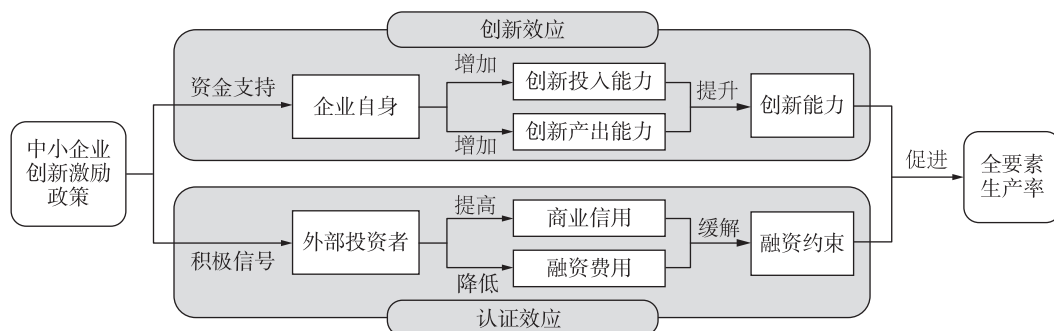 创新效应
资金支持
企业自身
增加
增加
创新投入能力
创新产出能力
提升
创新能力
中小企业
创新激励
政策
促进
全要素
生产率
积极信号
外部投资者
提高
降低
商业信用
融资费用
缓解
融资约束
认证效应